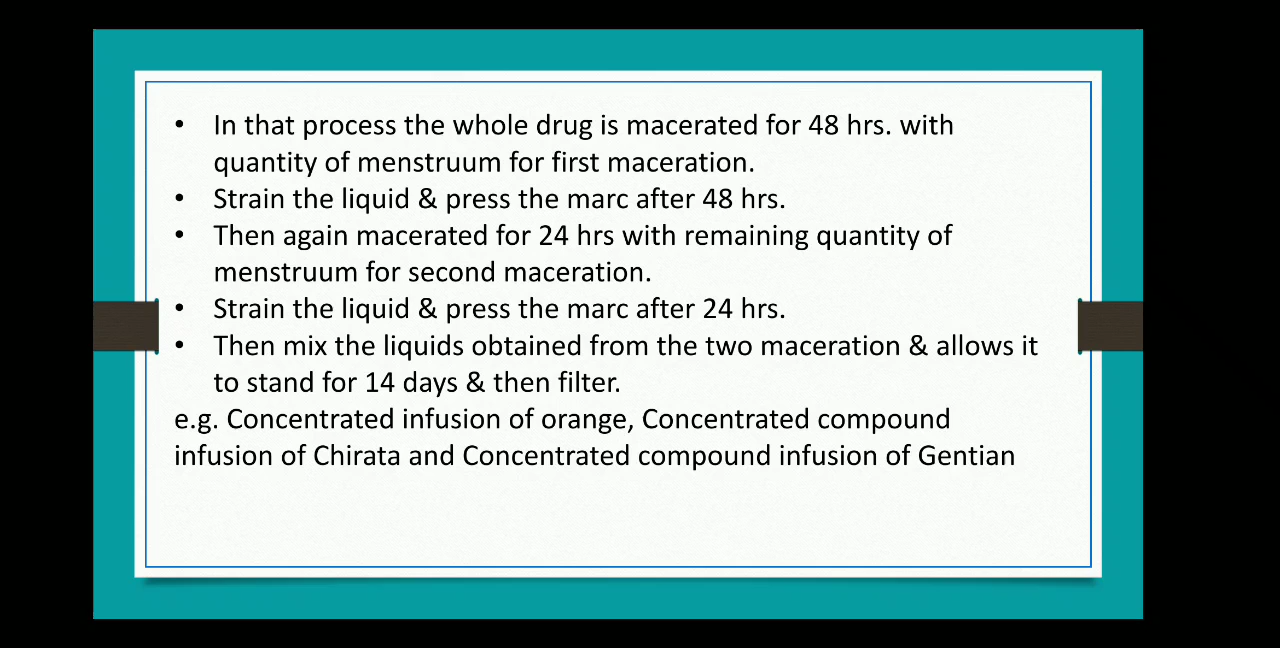 • In that process the whole drug is macerated for 48 hrs. with
quantity of menstruum for first maceration.
• Strain the liquid & press the marc after 48 hrs.
• Then again macerated for 24 hrs with remaining quantity of
menstruum for second maceration.
• Strain the liquid & press the marc after 24 hrs.
• Then mix the liquids obtained from the two maceration & allows it
to stand for 14 days & then filter.
e.g. Concentrated infusion of orange, Concentrated compound
infusion of Chirata and Concentrated compound infusion of Gentian